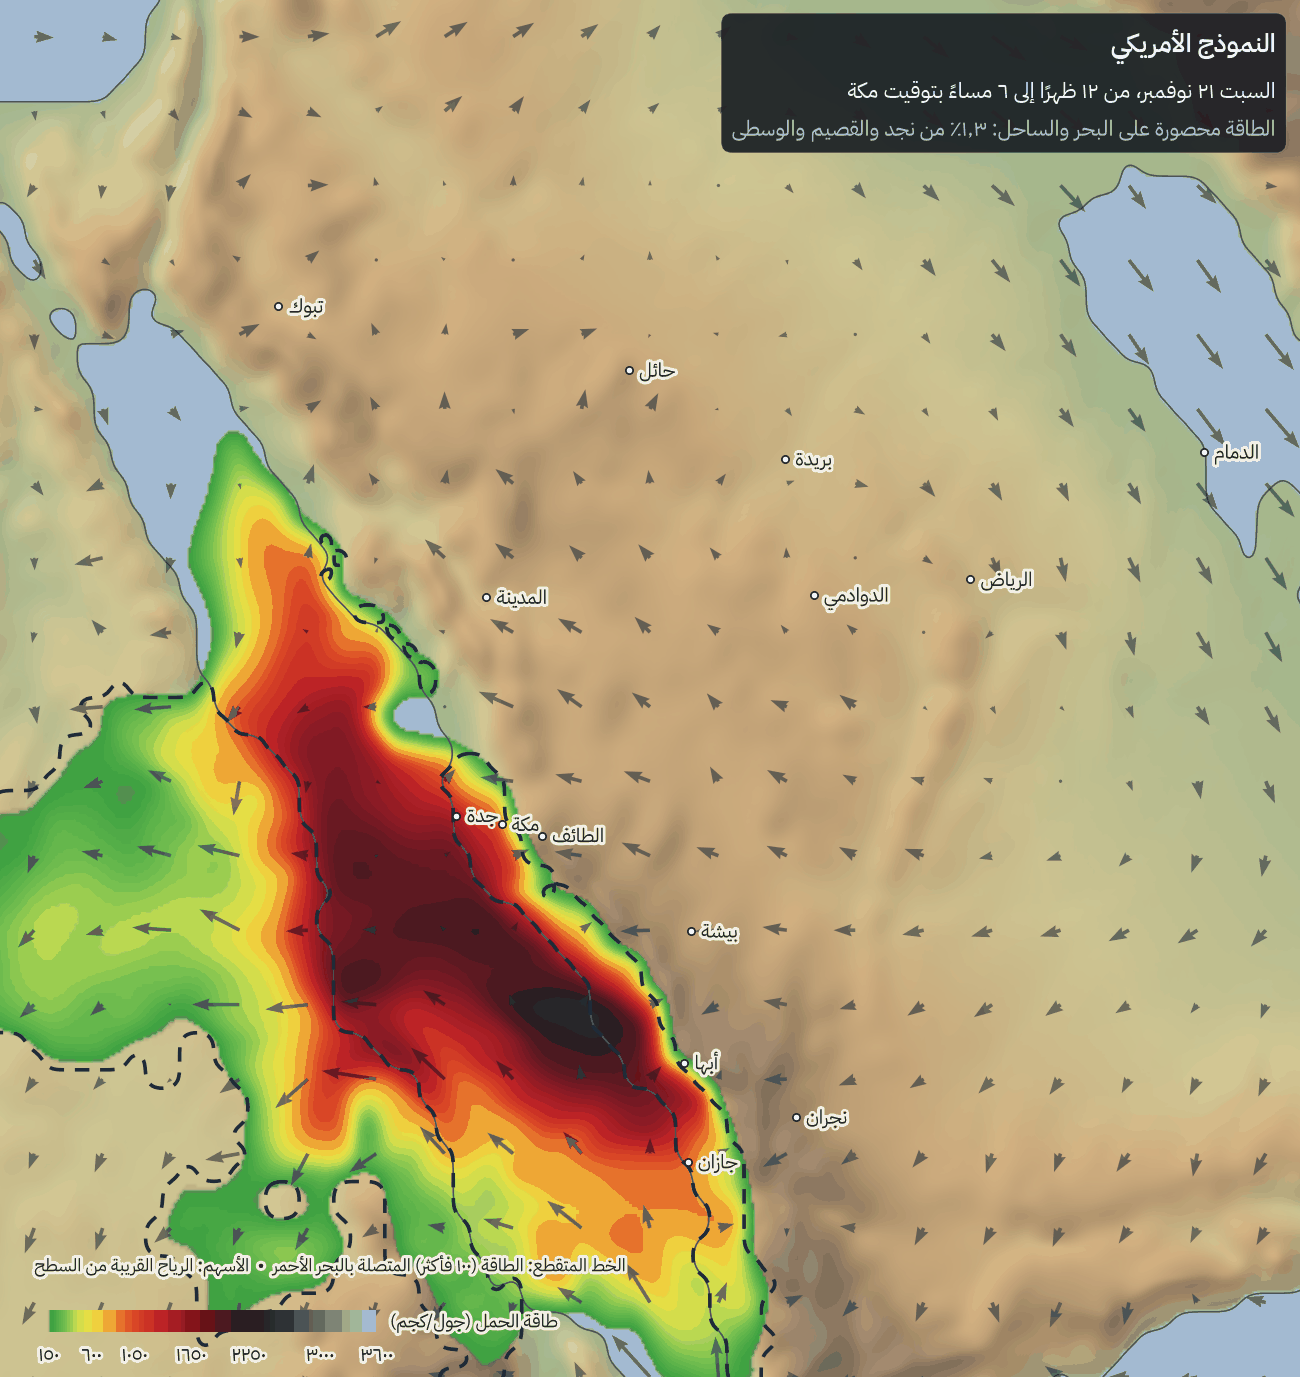 النموذج الأمريكي
السبت ٢١ نوفمبر، من ١٢ ظهرًا إلى ٦ مساءً بتوقيت مكة
الطاقة محصورة على البحر والساحل: ١,٣٪ من نجد والقصيم والوسطى
تبوك
حائل
الدمام
بريدة
الرياض
الدوادمي
المدينة
جدة
مكة
الطائف
بيشة
أبها
نجران
جازان
الخط المتقطع: الطاقة (١٠٠ فأكثر) المتصلة بالبحر الأحمر • الأسهم: الرياح القريبة من السطح
طاقة الحمل (جول/كجم)
١٥٠ ٦٠٠ ١٠٥٠ ١٦٥٠ ٢٢٥٠ ٣٠٠٠ ٣٦٠٠